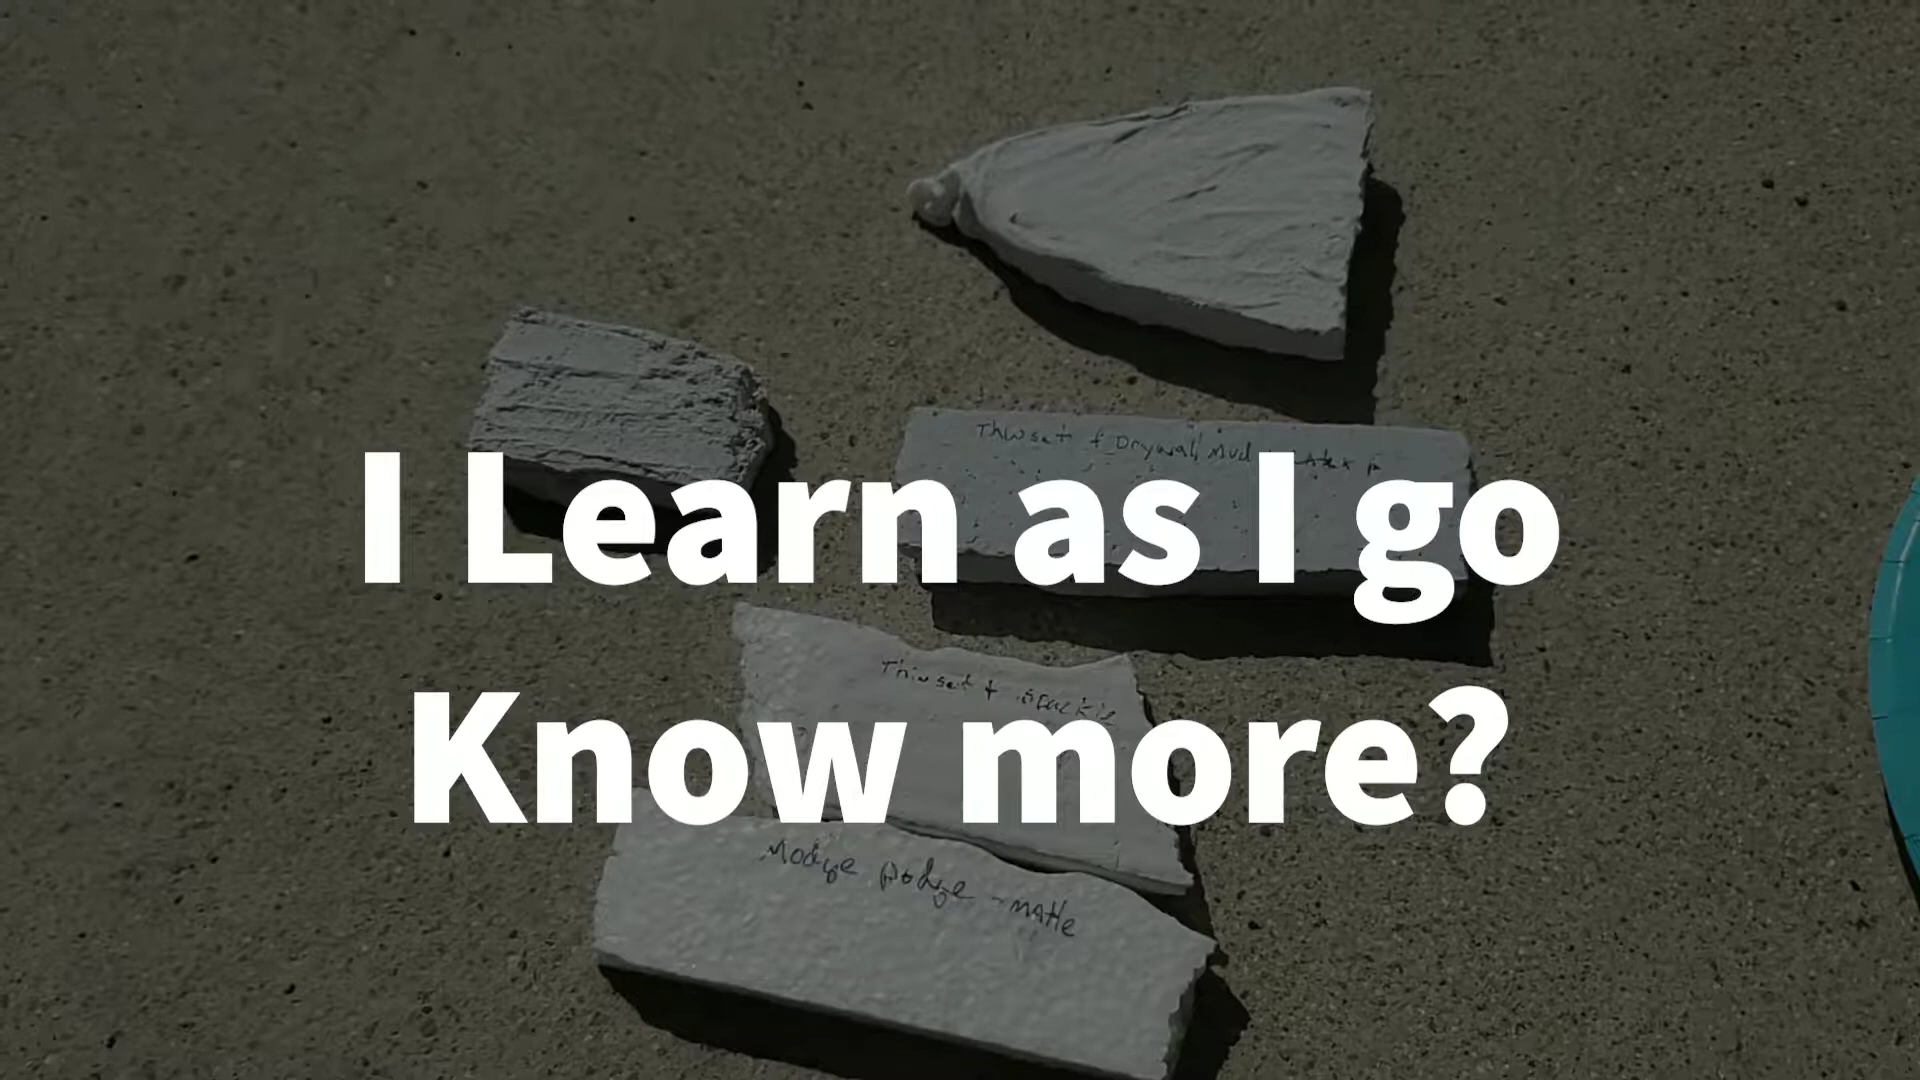 Thinset & Drywall Mud
I Learn as I go
Thinset & spackle
Know more?
Modge podge - matte